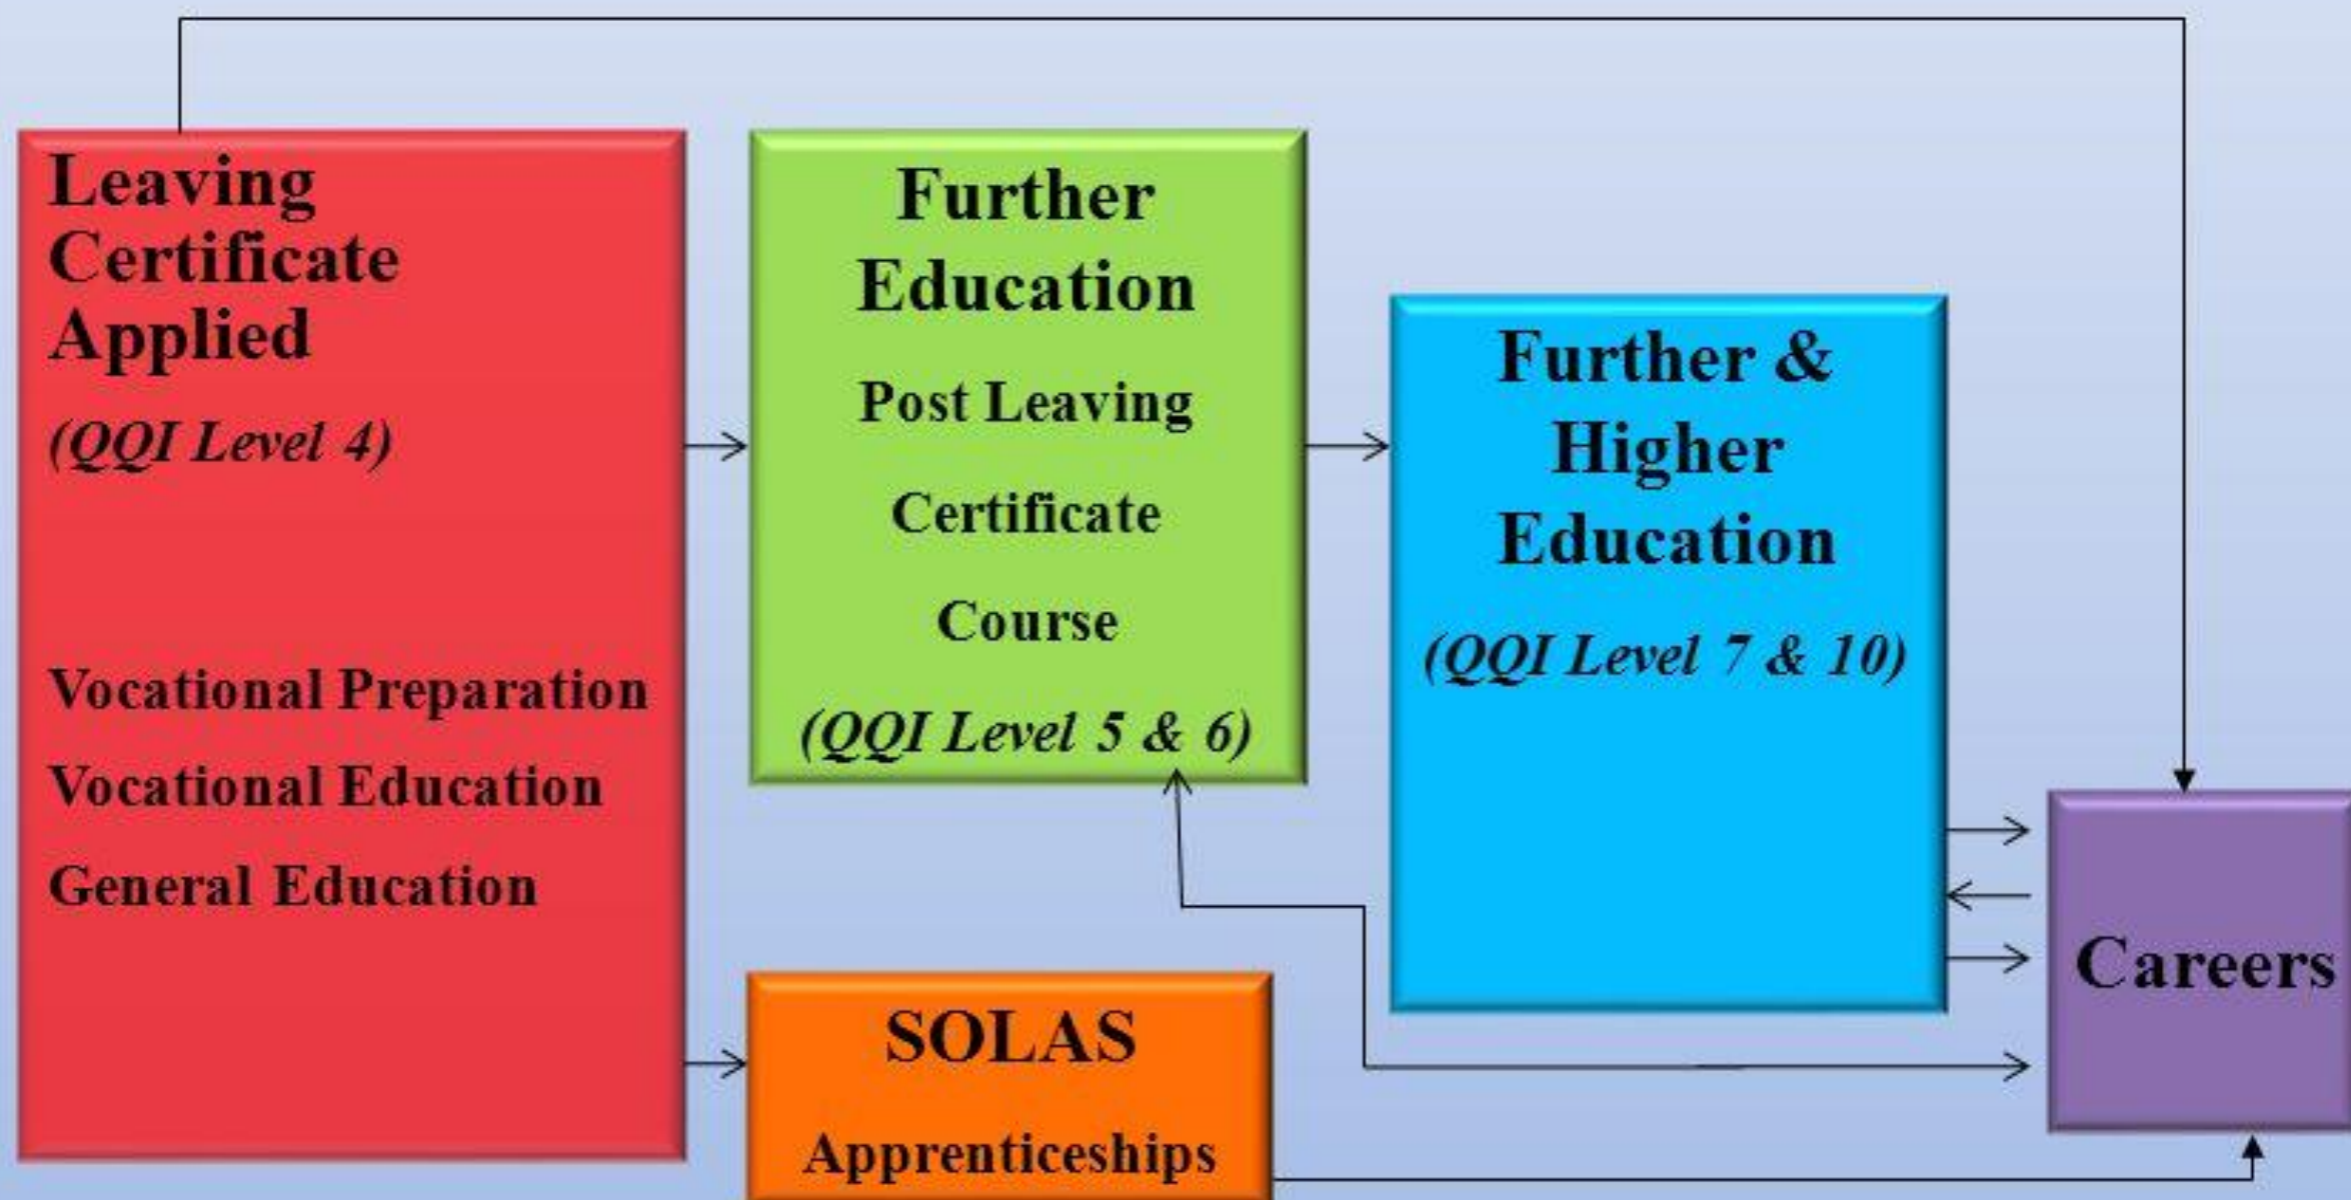 Leaving
Certificate
Applied
(QQI Level 4)
Vocational Preparation
Vocational Education
General Education
Further
Education
Post Leaving
Certificate
Course
(QQI Level 5 & 6)
SOLAS
Apprenticeships
Further &
Higher
Education
(QQI Level 7 & 10)
Careers